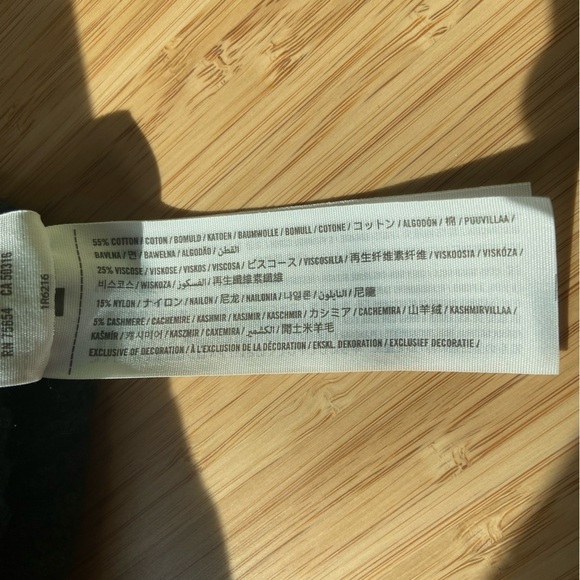 55% COTTON / COTON / BOMULD / KATOEN / BAUMWOLLE / BOMULL / COTONE / コットン / ALGODÓN / 棉 / PUUVILLAA /
BAVLNA / 면 / BAWEŁNA / ALGODÃO / القطن
25% VISCOSE / VISKOSE / VISKOS / VISCOSA / ビスコース / VISCOSILLA / 再生纤维素纤维 / VISKOOSIA / VISKÓZA /
비스코스 / WISKOZA / الفسكوز / 再生纖維素纖維
15% NYLON / ナイロン / NAILON / 尼龙 / NAILONIA / 나일론 / النايلون / 尼龍
5% CASHMERE / CACHEMIRE / KASHMIR / KASIMIR / KASCHMIR / カシミア / CACHEMIRA / 山羊绒 / KASHMIRVILLAA /
KAŠMÍR / 캐시미어 / KASZMIR / CAXEMIRA / الكشمير / 開士米羊毛
EXCLUSIVE OF DECORATION / À L'EXCLUSION DE LA DÉCORATION / EKSKL. DEKORATION / EXCLUSIEF DECORATIE /
RN 75654 CA 60316
1R6216